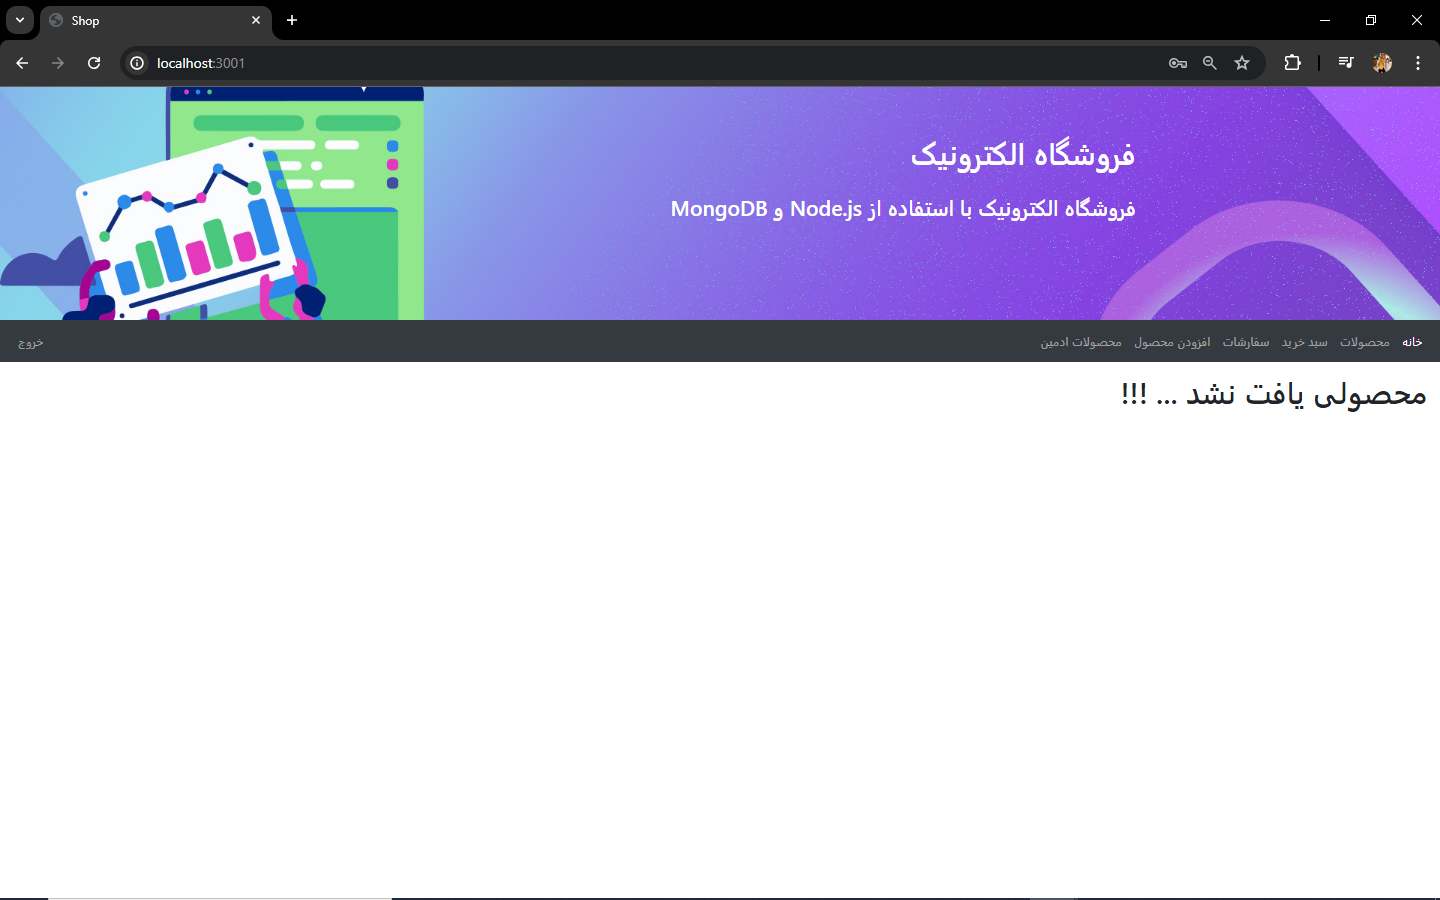 Shop
localhost:3001
فروشگاه الکترونیک
فروشگاه الکترونیک با استفاده از Node.js و MongoDB
خانه محصولات سبد خرید سفارشات افزودن محصول محصولات ادمین خروج
محصولی یافت نشد ... !!!